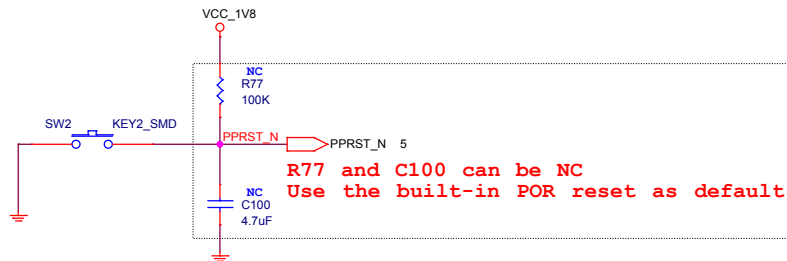 VCC_1V8
NC
R77
100K
SW2 KEY2_SMD
PPRST_N
PPRST_N 5
R77 and C100 can be NC
Use the built-in POR reset as default
NC
C100
4.7uF